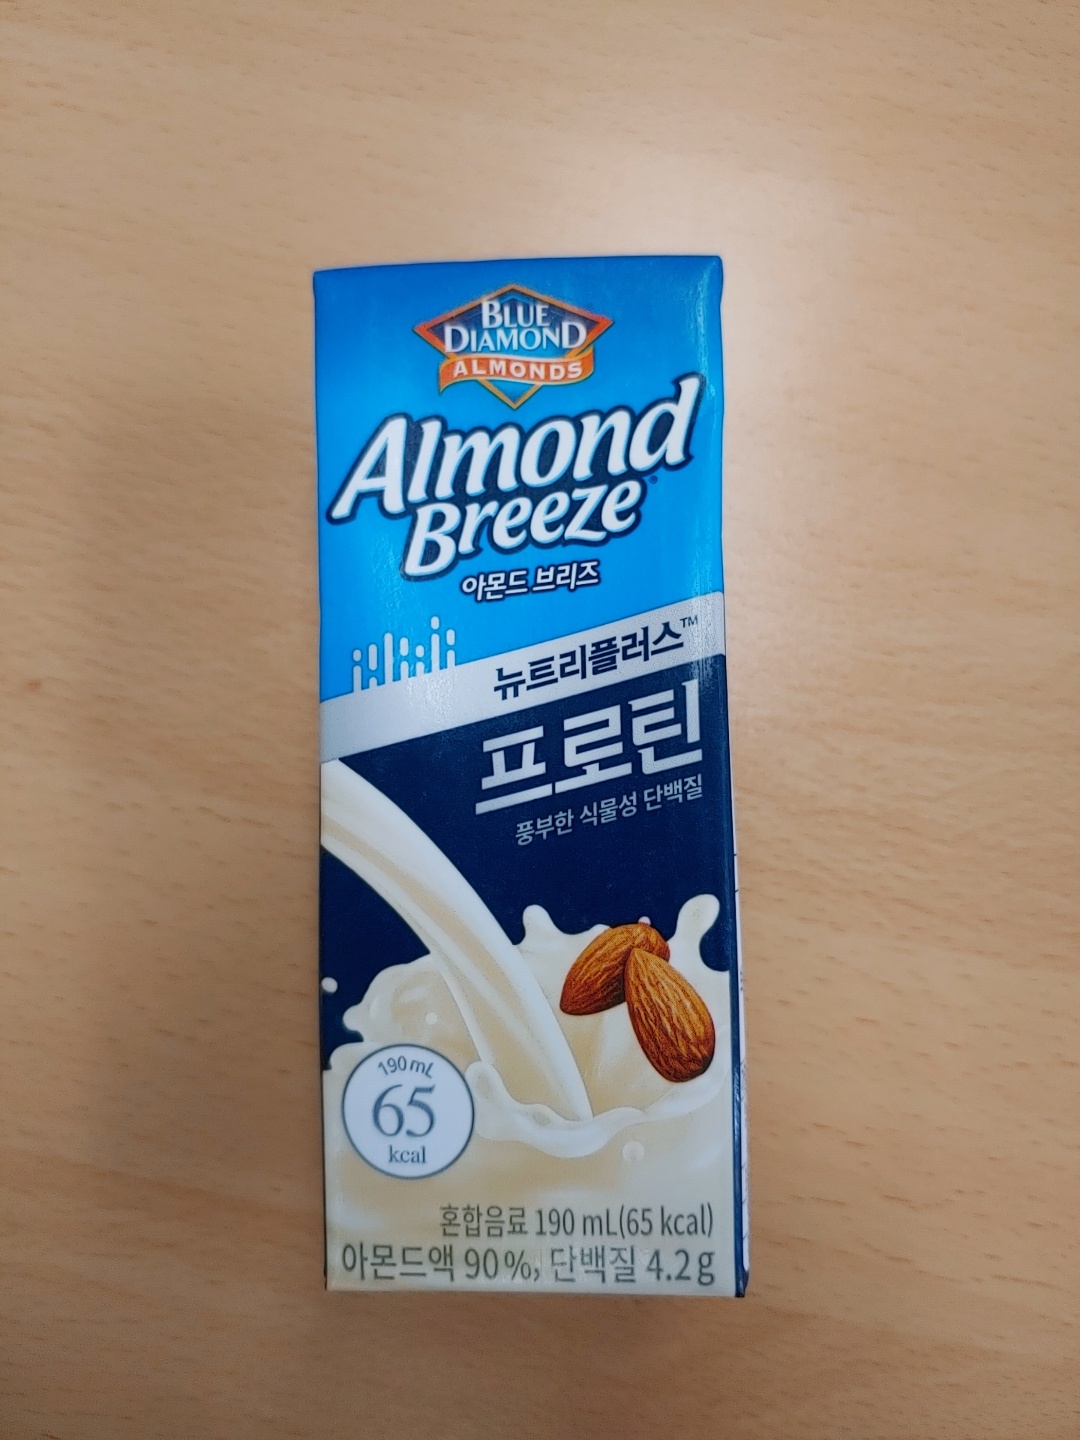 BLUE
DIAMOND
ALMONDS
Almond
Breeze®
아몬드 브리즈
뉴트리플러스™
프로틴
풍부한 식물성 단백질
190 mL
65
kcal
혼합음료 190 mL(65 kcal)
아몬드액 90%, 단백질 4.2g